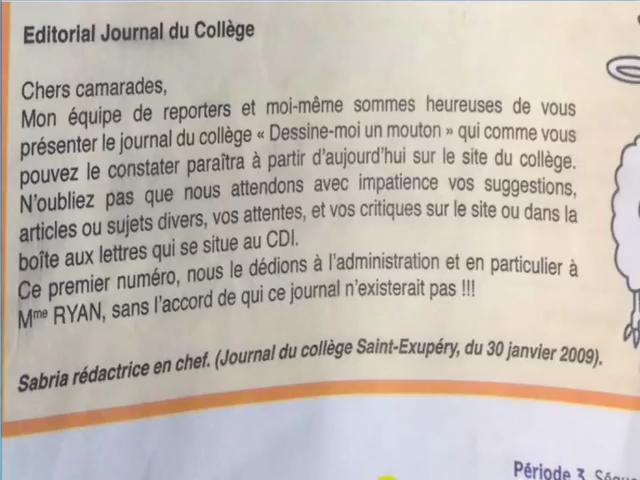 Editorial Journal du Collège
Chers camarades,
Mon équipe de reporters et moi-même sommes heureuses de vous
présenter le journal du collège « Dessine-moi un mouton » qui comme vous
pouvez le constater paraîtra à partir d'aujourd'hui sur le site du collège.
N'oubliez pas que nous attendons avec impatience vos suggestions,
articles ou sujets divers, vos attentes, et vos critiques sur le site ou dans la
boîte aux lettres qui se situe au CDI.
Ce premier numéro, nous le dédions à l'administration et en particulier à
Mme RYAN, sans l'accord de qui ce journal n'existerait pas !!!
Sabria rédactrice en chef. (Journal du collège Saint-Exupéry, du 30 janvier 2009).
Période 3